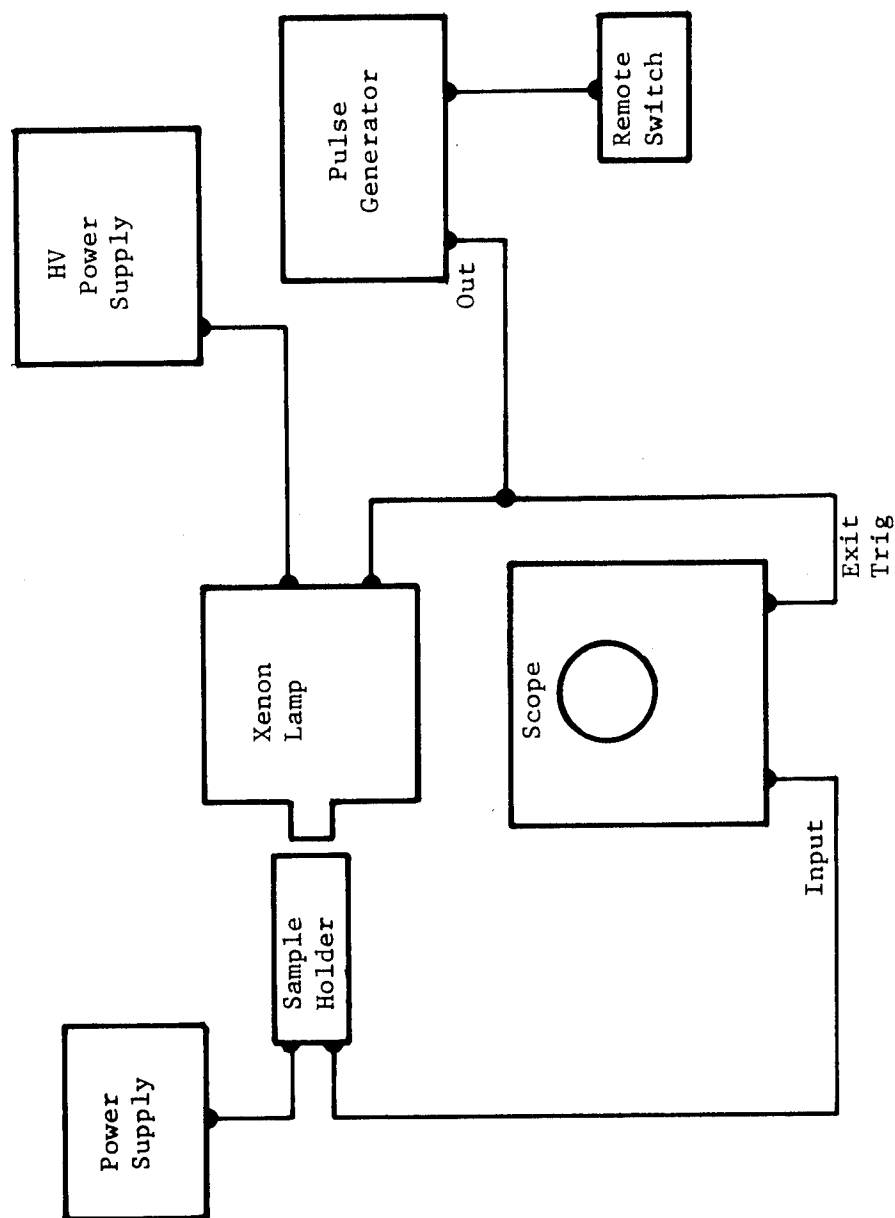 Power
Supply
Sample
Holder
Xenon
Lamp
HV
Power
Supply
Pulse
Generator
Out
Remote
Switch
Scope
Input
Exit
Trig